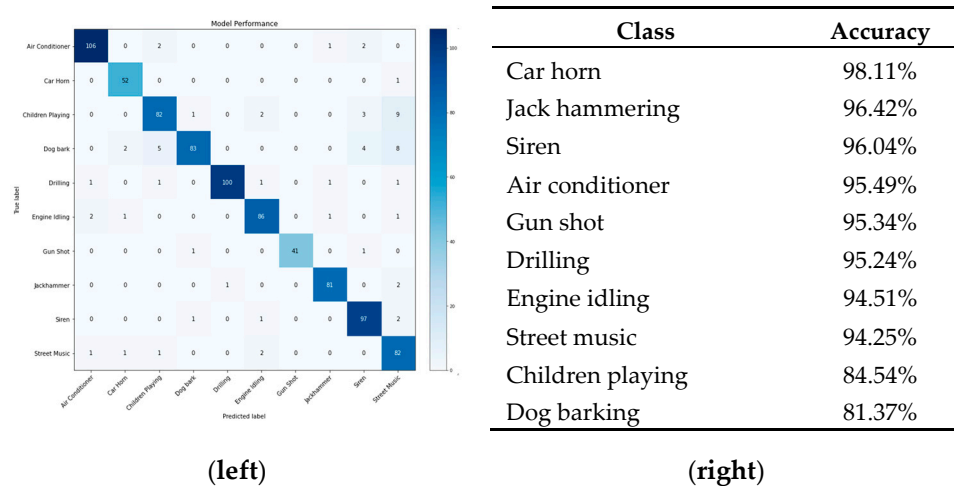 Model Performance
True label
Air Conditioner 106 0 2 0 0 0 0 1 2 0
Car Horn 0 52 0 0 0 0 0 0 0 1
Children Playing 0 0 82 1 0 2 0 0 3 9
Dog bark 0 2 5 83 0 0 0 0 4 8
Drilling 1 0 1 0 100 1 0 1 0 1
Engine Idling 2 1 0 0 0 86 0 1 0 1
Gun Shot 0 0 0 1 0 0 41 0 1 0
Jackhammer 0 0 0 0 1 0 0 81 0 2
Siren 0 0 0 1 0 1 0 0 97 2
Street Music 1 1 1 0 0 2 0 0 0 82
Air Conditioner Car Horn Children Playing Dog bark Drilling Engine Idling Gun Shot Jackhammer Siren Street Music
Predicted label
100
80
60
40
20
0
(left)
Class Accuracy
Car horn 98.11%
Jack hammering 96.42%
Siren 96.04%
Air conditioner 95.49%
Gun shot 95.34%
Drilling 95.24%
Engine idling 94.51%
Street music 94.25%
Children playing 84.54%
Dog barking 81.37%
(right)